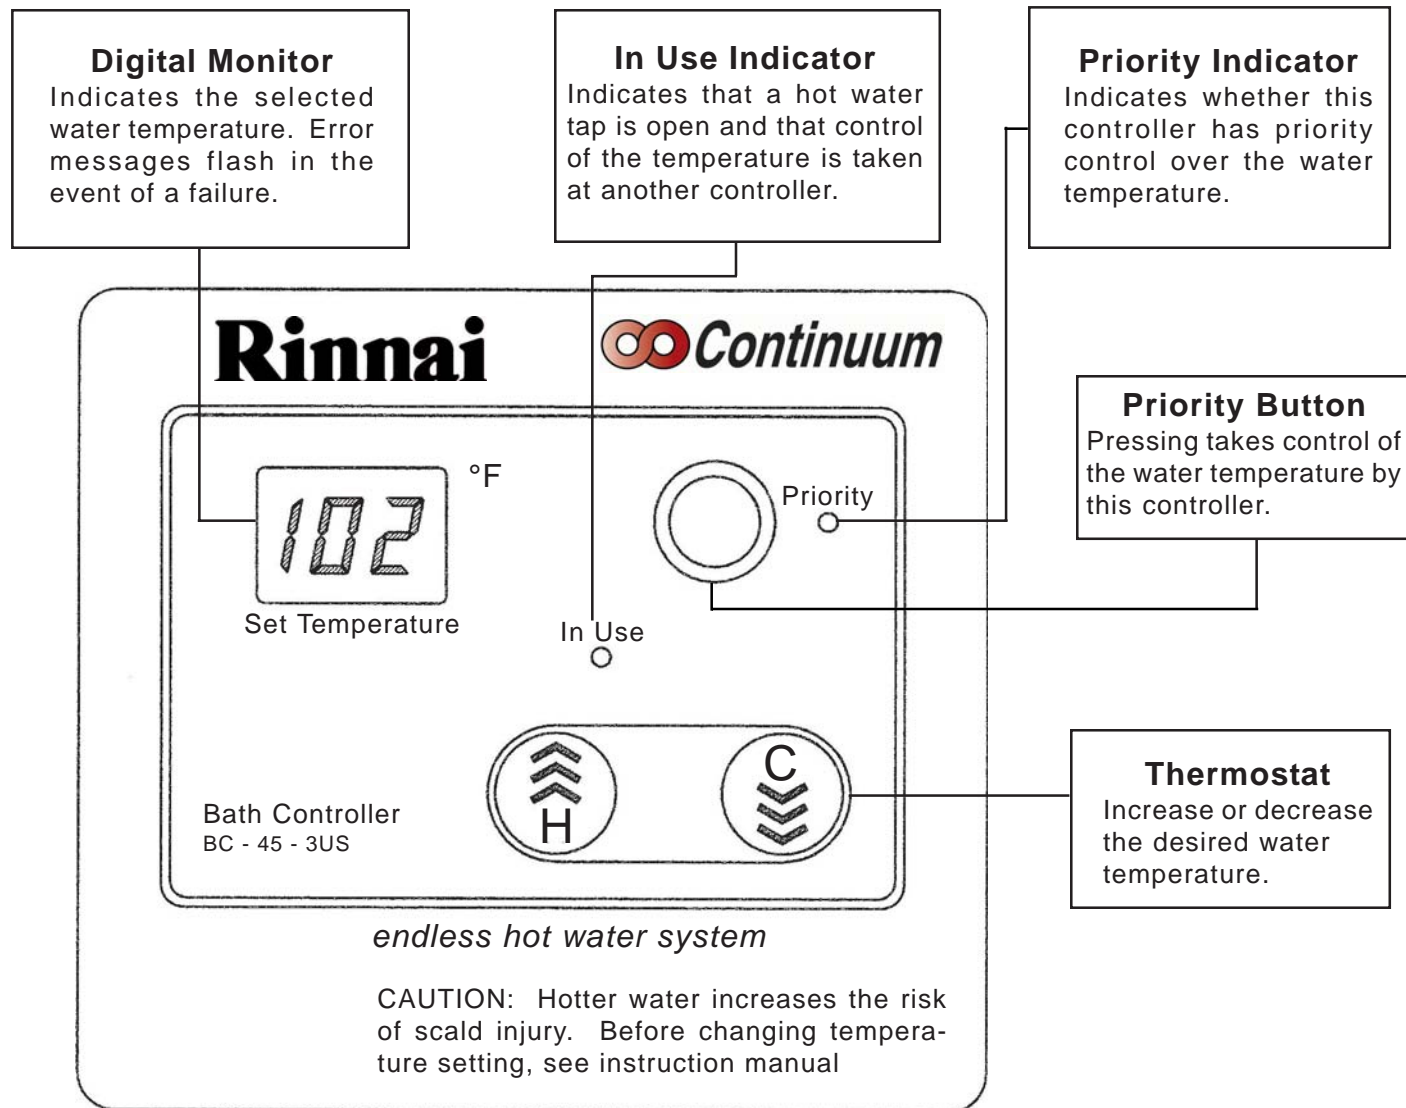 Digital Monitor
Indicates the selected
water temperature. Error
messages flash in the
event of a failure.
In Use Indicator
Indicates that a hot water
tap is open and that control
of the temperature is taken
at another controller.
Priority Indicator
Indicates whether this
controller has priority
control over the water
temperature.
Rinnai
Continuum
Priority Button
Pressing takes control of
the water temperature by
this controller.
102
°F
Set Temperature
Priority
In Use
H
C
Thermostat
Increase or decrease
the desired water
temperature.
Bath Controller
BC - 45 - 3US
endless hot water system
CAUTION: Hotter water increases the risk
of scald injury. Before changing tempera-
ture setting, see instruction manual